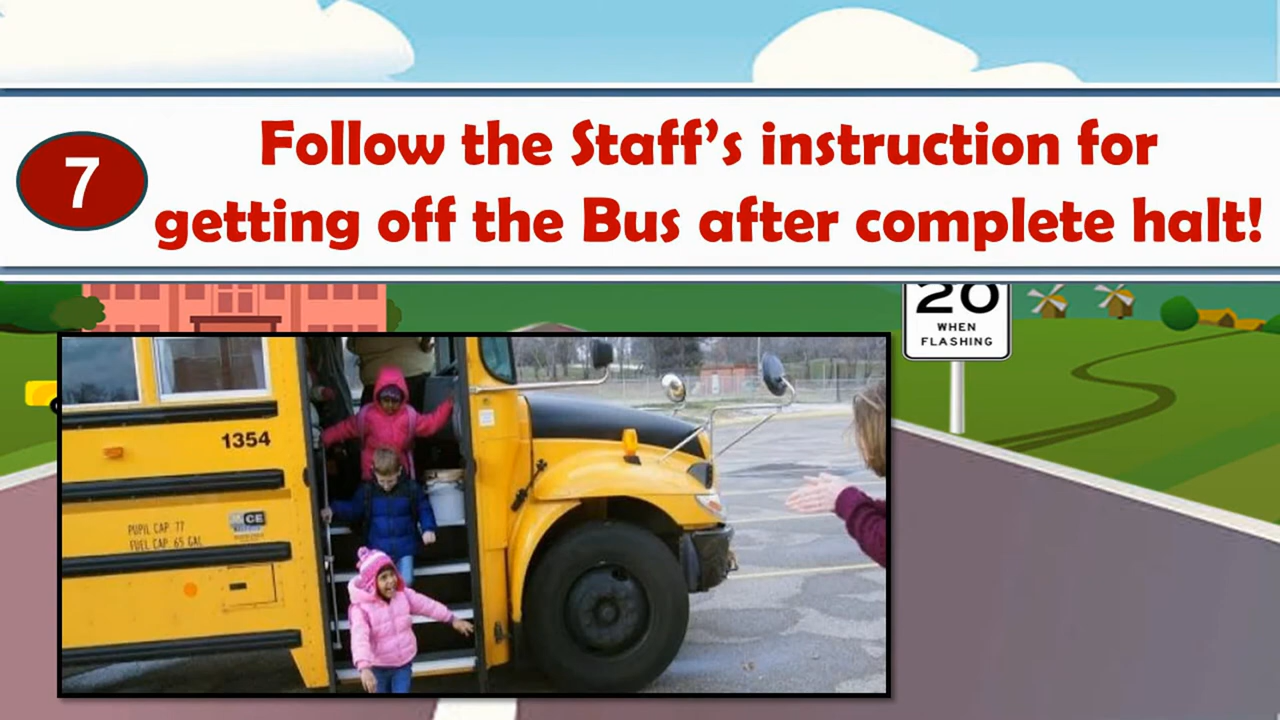 7
Follow the Staff's instruction for
getting off the Bus after complete halt!
20
WHEN
FLASHING
1354
CE
PUPIL CAP 77
FUEL CAP 65 GAL